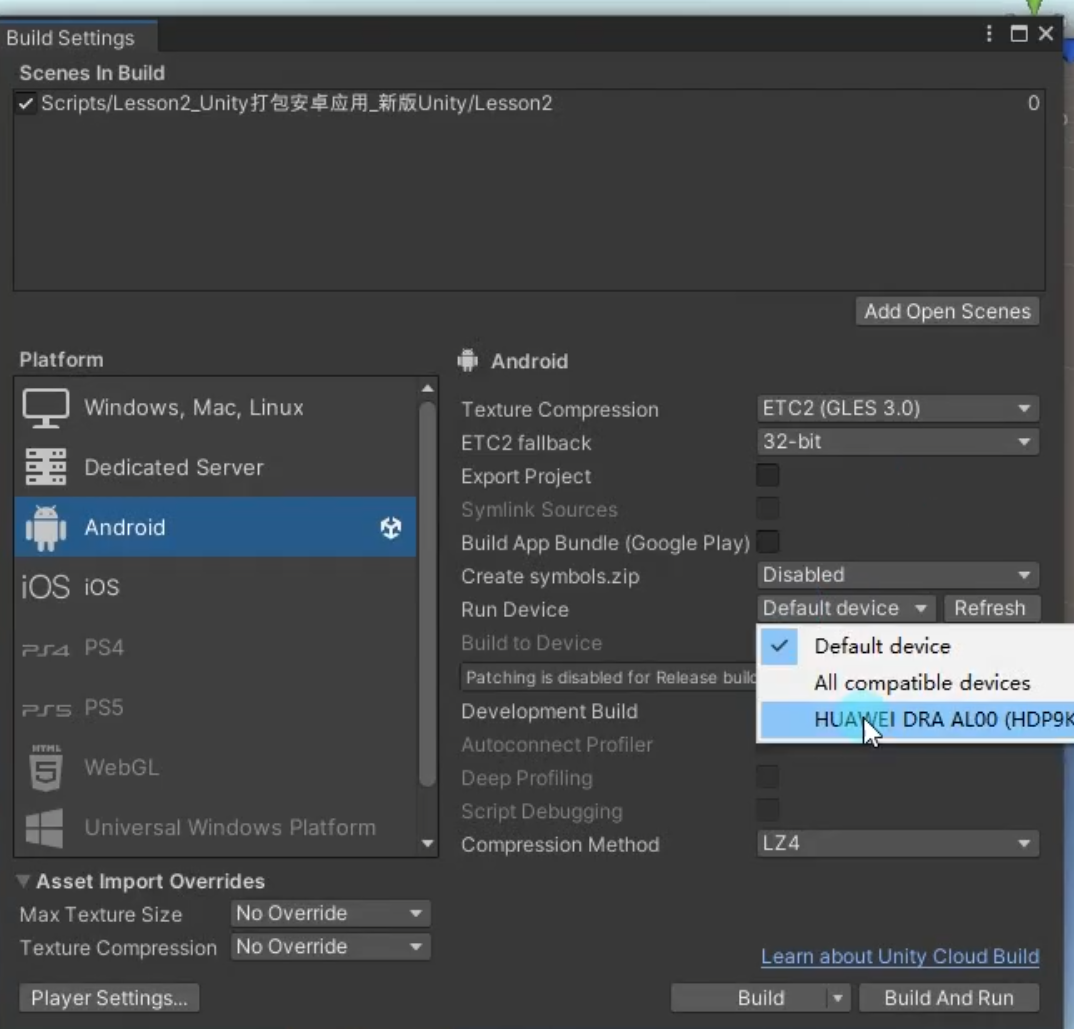 Build Settings
Scenes In Build
Scripts/Lesson2_Unity打包安卓应用_新版Unity/Lesson2 0
Add Open Scenes
Platform
Windows, Mac, Linux
Dedicated Server
Android
iOS iOS
PS4 PS4
PS5 PS5
HTML
5
WebGL
Universal Windows Platform
Android
Texture Compression ETC2 (GLES 3.0)
ETC2 fallback 32-bit
Export Project
Symlink Sources
Build App Bundle (Google Play)
Create symbols.zip Disabled
Run Device Default device Refresh
Default device
All compatible devices
HUAWEI DRA AL00 (HDP9K
Build to Device
Patching is disabled for Release build
Development Build
Autoconnect Profiler
Deep Profiling
Script Debugging
Compression Method LZ4
Asset Import Overrides
Max Texture Size No Override
Texture Compression No Override
Learn about Unity Cloud Build
Player Settings... Build Build And Run